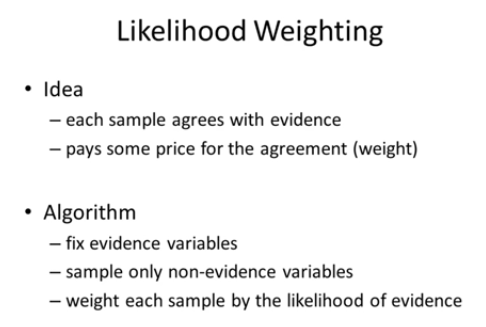 Likelihood Weighting
• Idea
– each sample agrees with evidence
– pays some price for the agreement (weight)
• Algorithm
– fix evidence variables
– sample only non-evidence variables
– weight each sample by the likelihood of evidence